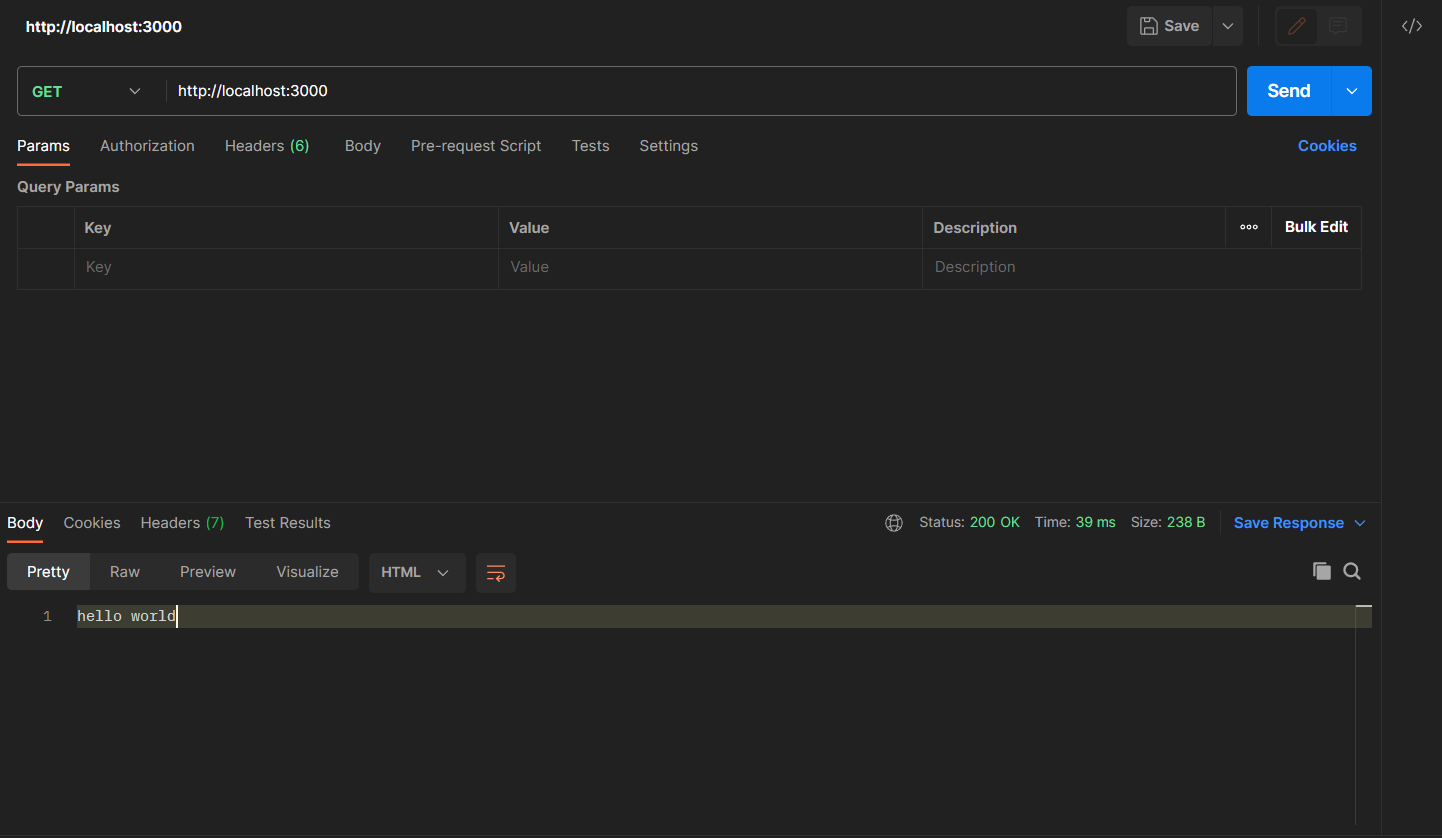 http://localhost:3000
Save
GET http://localhost:3000 Send
Params Authorization Headers (6) Body Pre-request Script Tests Settings Cookies
Query Params
Key Value Description Bulk Edit
Key Value Description
Body Cookies Headers (7) Test Results Status: 200 OK Time: 39 ms Size: 238 B Save Response
Pretty Raw Preview Visualize HTML
1 hello world